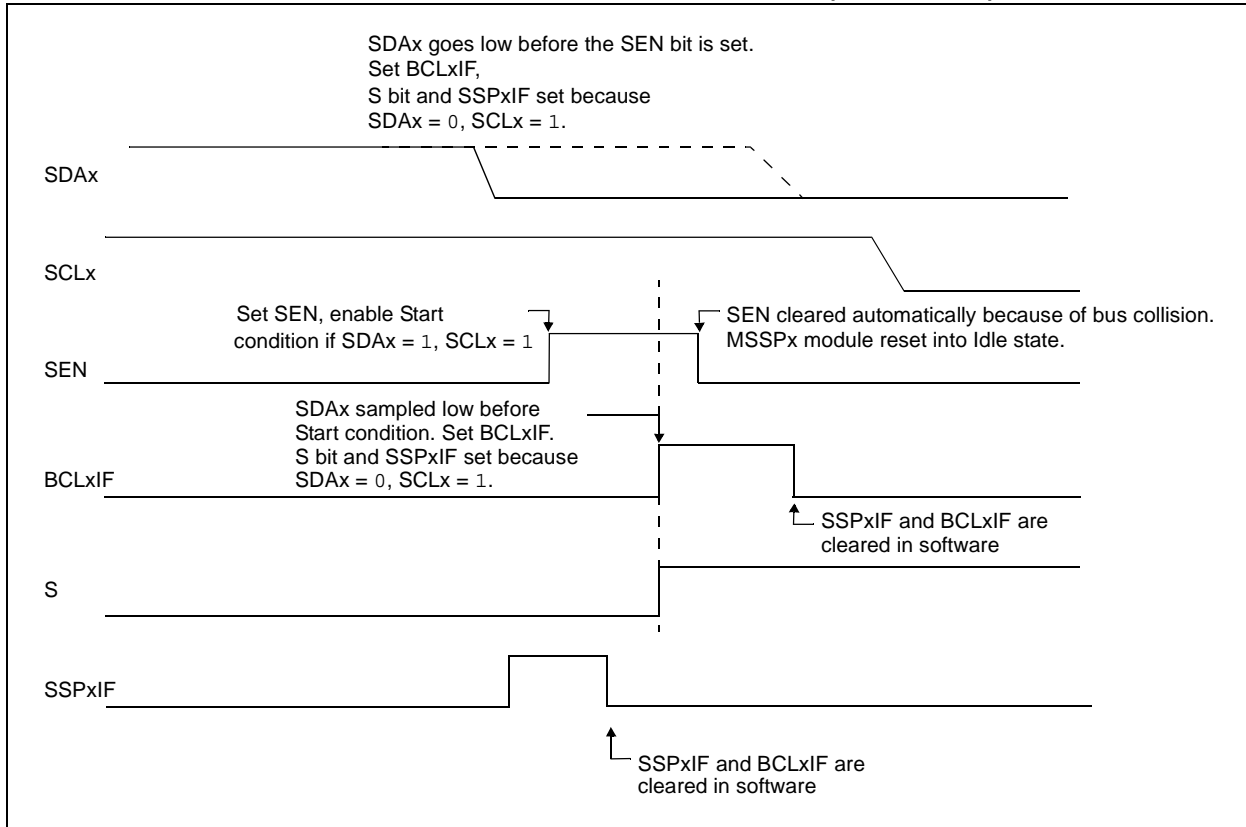 SDAx goes low before the SEN bit is set.
Set BCLxIF,
S bit and SSPxIF set because
SDAx = 0, SCLx = 1.
SDAx
SCLx
Set SEN, enable Start
condition if SDAx = 1, SCLx = 1
SEN cleared automatically because of bus collision.
MSSPx module reset into Idle state.
SEN
SDAx sampled low before
Start condition. Set BCLxIF.
S bit and SSPxIF set because
SDAx = 0, SCLx = 1.
BCLxIF
SSPxIF and BCLxIF are
cleared in software
S
SSPxIF
SSPxIF and BCLxIF are
cleared in software